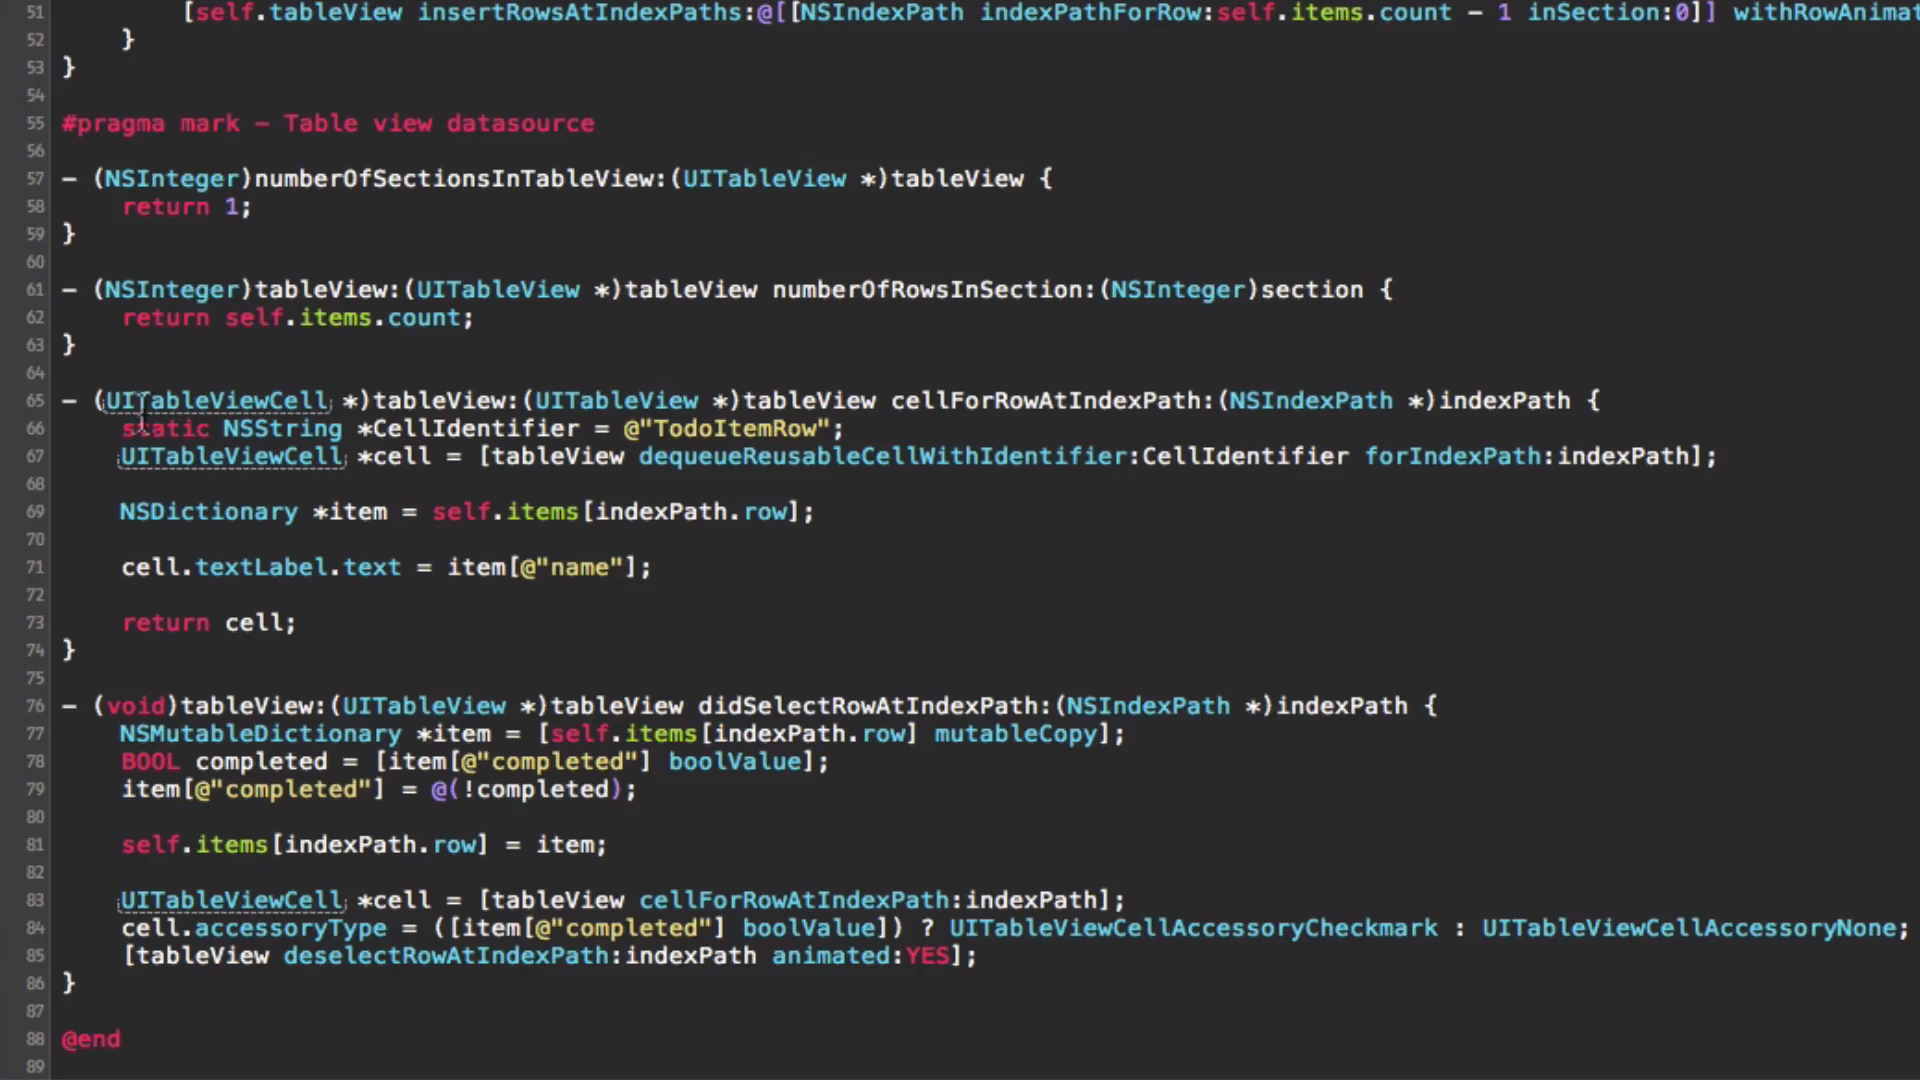 51 [self.tableView insertRowsAtIndexPaths:@[[NSIndexPath indexPathForRow:self.items.count - 1 inSection:0]] withRowAnimat
52 }
53 }
54
55 #pragma mark - Table view datasource
56
57 - (NSInteger)numberOfSectionsInTableView:(UITableView *)tableView {
58 return 1;
59 }
60
61 - (NSInteger)tableView:(UITableView *)tableView numberOfRowsInSection:(NSInteger)section {
62 return self.items.count;
63 }
64
65 - (UITableViewCell *)tableView:(UITableView *)tableView cellForRowAtIndexPath:(NSIndexPath *)indexPath {
66 static NSString *CellIdentifier = @"TodoItemRow";
67 UITableViewCell *cell = [tableView dequeueReusableCellWithIdentifier:CellIdentifier forIndexPath:indexPath];
68
69 NSDictionary *item = self.items[indexPath.row];
70
71 cell.textLabel.text = item[@"name"];
72
73 return cell;
74 }
75
76 - (void)tableView:(UITableView *)tableView didSelectRowAtIndexPath:(NSIndexPath *)indexPath {
77 NSMutableDictionary *item = [self.items[indexPath.row] mutableCopy];
78 BOOL completed = [item[@"completed"] boolValue];
79 item[@"completed"] = @(!completed);
80
81 self.items[indexPath.row] = item;
82
83 UITableViewCell *cell = [tableView cellForRowAtIndexPath:indexPath];
84 cell.accessoryType = ([item[@"completed"] boolValue]) ? UITableViewCellAccessoryCheckmark : UITableViewCellAccessoryNone;
85 [tableView deselectRowAtIndexPath:indexPath animated:YES];
86 }
87
88 @end
89